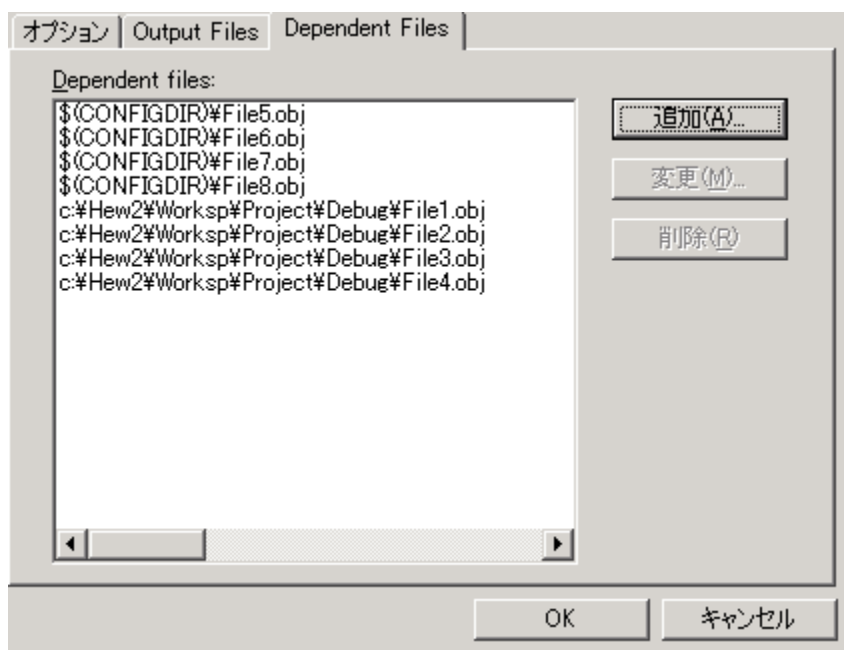 オプション
Output Files
Dependent Files
Dependent files:
$(CONFIGDIR)¥File5.obj
$(CONFIGDIR)¥File6.obj
$(CONFIGDIR)¥File7.obj
$(CONFIGDIR)¥File8.obj
c:¥Hew2¥Worksp¥Project¥Debug¥File1.obj
c:¥Hew2¥Worksp¥Project¥Debug¥File2.obj
c:¥Hew2¥Worksp¥Project¥Debug¥File3.obj
c:¥Hew2¥Worksp¥Project¥Debug¥File4.obj
追加(A)...
変更(M)...
削除(R)
OK
キャンセル